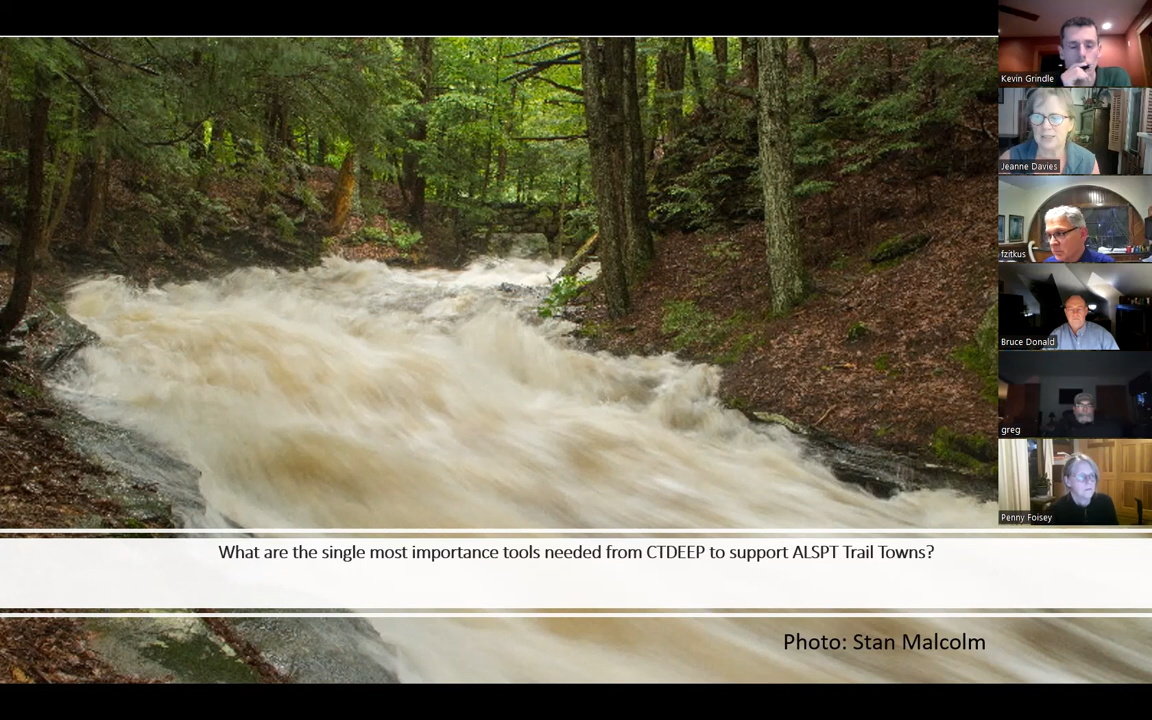 Kevin Grindle
Jeanne Davies
fzitkus
Bruce Donald
greg
Penny Foisey
What are the single most importance tools needed from CTDEEP to support ALSPT Trail Towns?
Photo: Stan Malcolm